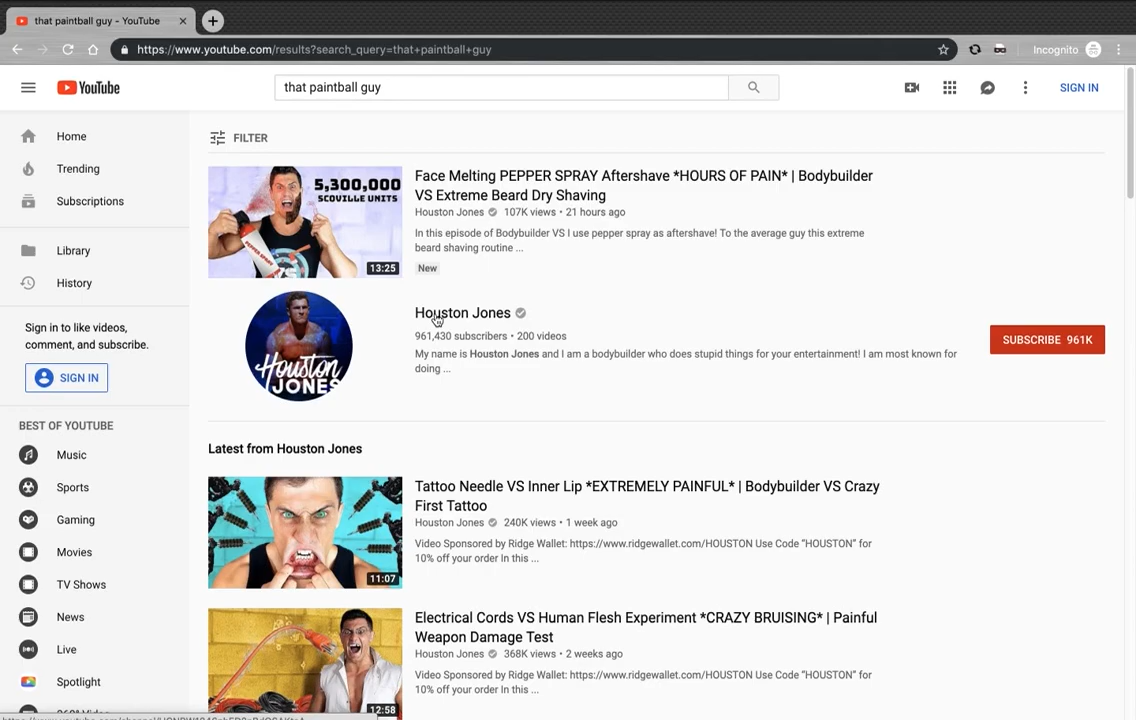 that paintball guy - YouTube
https://www.youtube.com/results?search_query=that+paintball+guy
Incognito
YouTube
that paintball guy
SIGN IN
Home
Trending
Subscriptions
Library
History
Sign in to like videos,
comment, and subscribe.
SIGN IN
BEST OF YOUTUBE
Music
Sports
Gaming
Movies
TV Shows
News
Live
Spotlight
FILTER
5,300,000
SCOVILLE UNITS
13:25
Face Melting PEPPER SPRAY Aftershave *HOURS OF PAIN* | Bodybuilder
VS Extreme Beard Dry Shaving
Houston Jones 107K views • 21 hours ago
In this episode of Bodybuilder VS I use pepper spray as aftershave! To the average guy this extreme
beard shaving routine ...
New
Houston
JONES
Houston Jones
961,430 subscribers • 200 videos
My name is Houston Jones and I am a bodybuilder who does stupid things for your entertainment! I am most known for
doing ...
SUBSCRIBE 961K
Latest from Houston Jones
11:07
Tattoo Needle VS Inner Lip *EXTREMELY PAINFUL* | Bodybuilder VS Crazy
First Tattoo
Houston Jones 240K views • 1 week ago
Video Sponsored by Ridge Wallet: https://www.ridgewallet.com/HOUSTON Use Code “HOUSTON” for
10% off your order In this ...
12:58
Electrical Cords VS Human Flesh Experiment *CRAZY BRUISING* | Painful
Weapon Damage Test
Houston Jones 368K views • 2 weeks ago
Video Sponsored by Ridge Wallet: https://www.ridgewallet.com/HOUSTON Use Code “HOUSTON” for
10% off your order In this ...